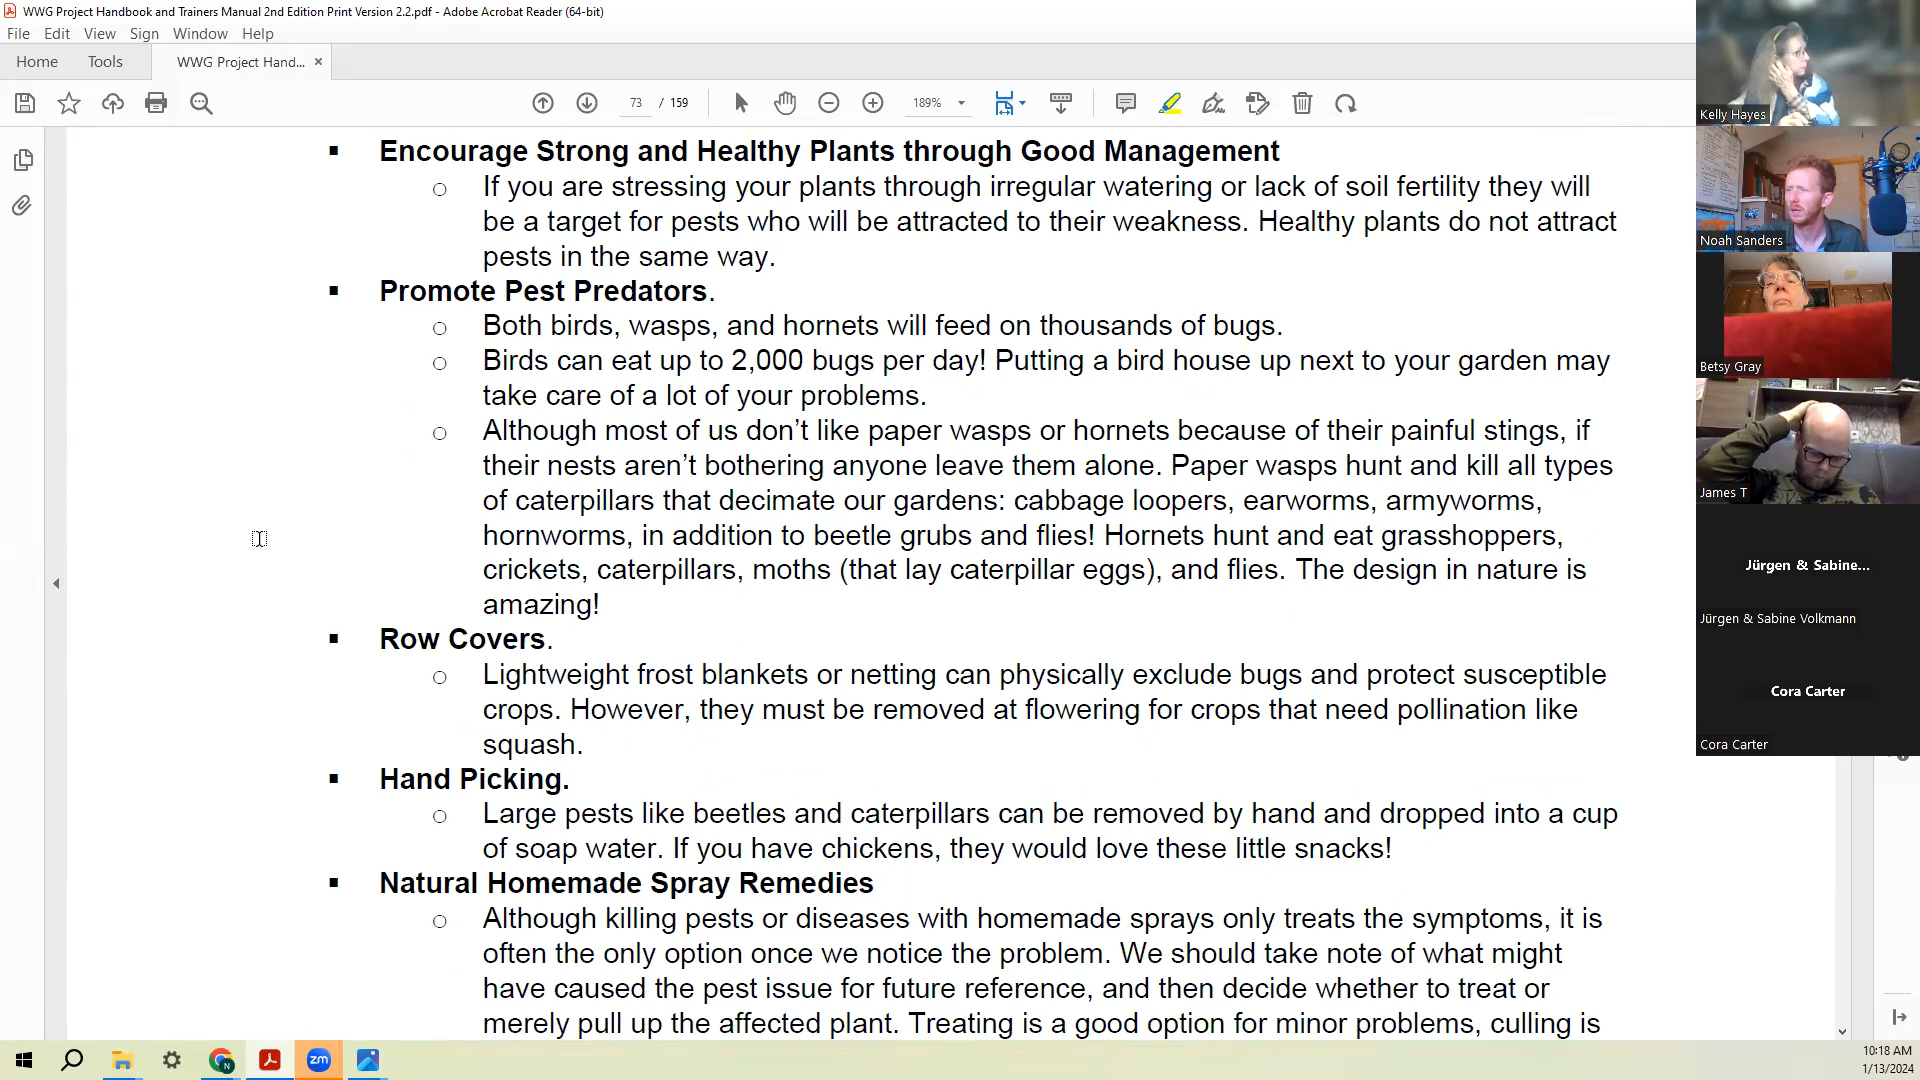 WWG Project Handbook and Trainers Manual 2nd Edition Print Version 2.2.pdf - Adobe Acrobat Reader (64-bit)
File Edit View Sign Window Help
Home Tools WWG Project Hand... ×
73 / 159 189%
▪ Encourage Strong and Healthy Plants through Good Management
o If you are stressing your plants through irregular watering or lack of soil fertility they will
be a target for pests who will be attracted to their weakness. Healthy plants do not attract
pests in the same way.
▪ Promote Pest Predators.
o Both birds, wasps, and hornets will feed on thousands of bugs.
o Birds can eat up to 2,000 bugs per day! Putting a bird house up next to your garden may
take care of a lot of your problems.
o Although most of us don’t like paper wasps or hornets because of their painful stings, if
their nests aren’t bothering anyone leave them alone. Paper wasps hunt and kill all types
of caterpillars that decimate our gardens: cabbage loopers, earworms, armyworms,
hornworms, in addition to beetle grubs and flies! Hornets hunt and eat grasshoppers,
crickets, caterpillars, moths (that lay caterpillar eggs), and flies. The design in nature is
amazing!
▪ Row Covers.
o Lightweight frost blankets or netting can physically exclude bugs and protect susceptible
crops. However, they must be removed at flowering for crops that need pollination like
squash.
▪ Hand Picking.
o Large pests like beetles and caterpillars can be removed by hand and dropped into a cup
of soap water. If you have chickens, they would love these little snacks!
▪ Natural Homemade Spray Remedies
o Although killing pests or diseases with homemade sprays only treats the symptoms, it is
often the only option once we notice the problem. We should take note of what might
have caused the pest issue for future reference, and then decide whether to treat or
merely pull up the affected plant. Treating is a good option for minor problems, culling is
Kelly Hayes
Noah Sanders
Betsy Gray
James T
Jürgen & Sabine...
Jürgen & Sabine Volkmann
Cora Carter
Cora Carter
N
zm
10:18 AM
1/13/2024